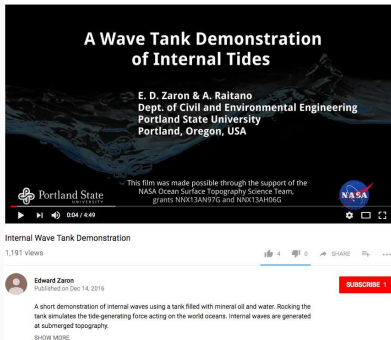 A Wave Tank Demonstration
of Internal Tides
E. D. Zaron & A. Raitano
Dept. of Civil and Environmental Engineering
Portland State University
Portland, Oregon, USA
Portland State
UNIVERSITY
This film was made possible through the support of the
NASA Ocean Surface Topography Science Team,
grants NNX13AN97G and NNX13AH06G
NASA
0:04 / 4:49
Internal Wave Tank Demonstration
1,191 views
4
0
SHARE
Edward Zaron
Published on Dec 14, 2016
SUBSCRIBE 1
A short demonstration of internal waves using a tank filled with mineral oil and water. Rocking the
tank simulates the tide-generating force acting on the world oceans. Internal waves are generated
at submerged topography.
SHOW MORE